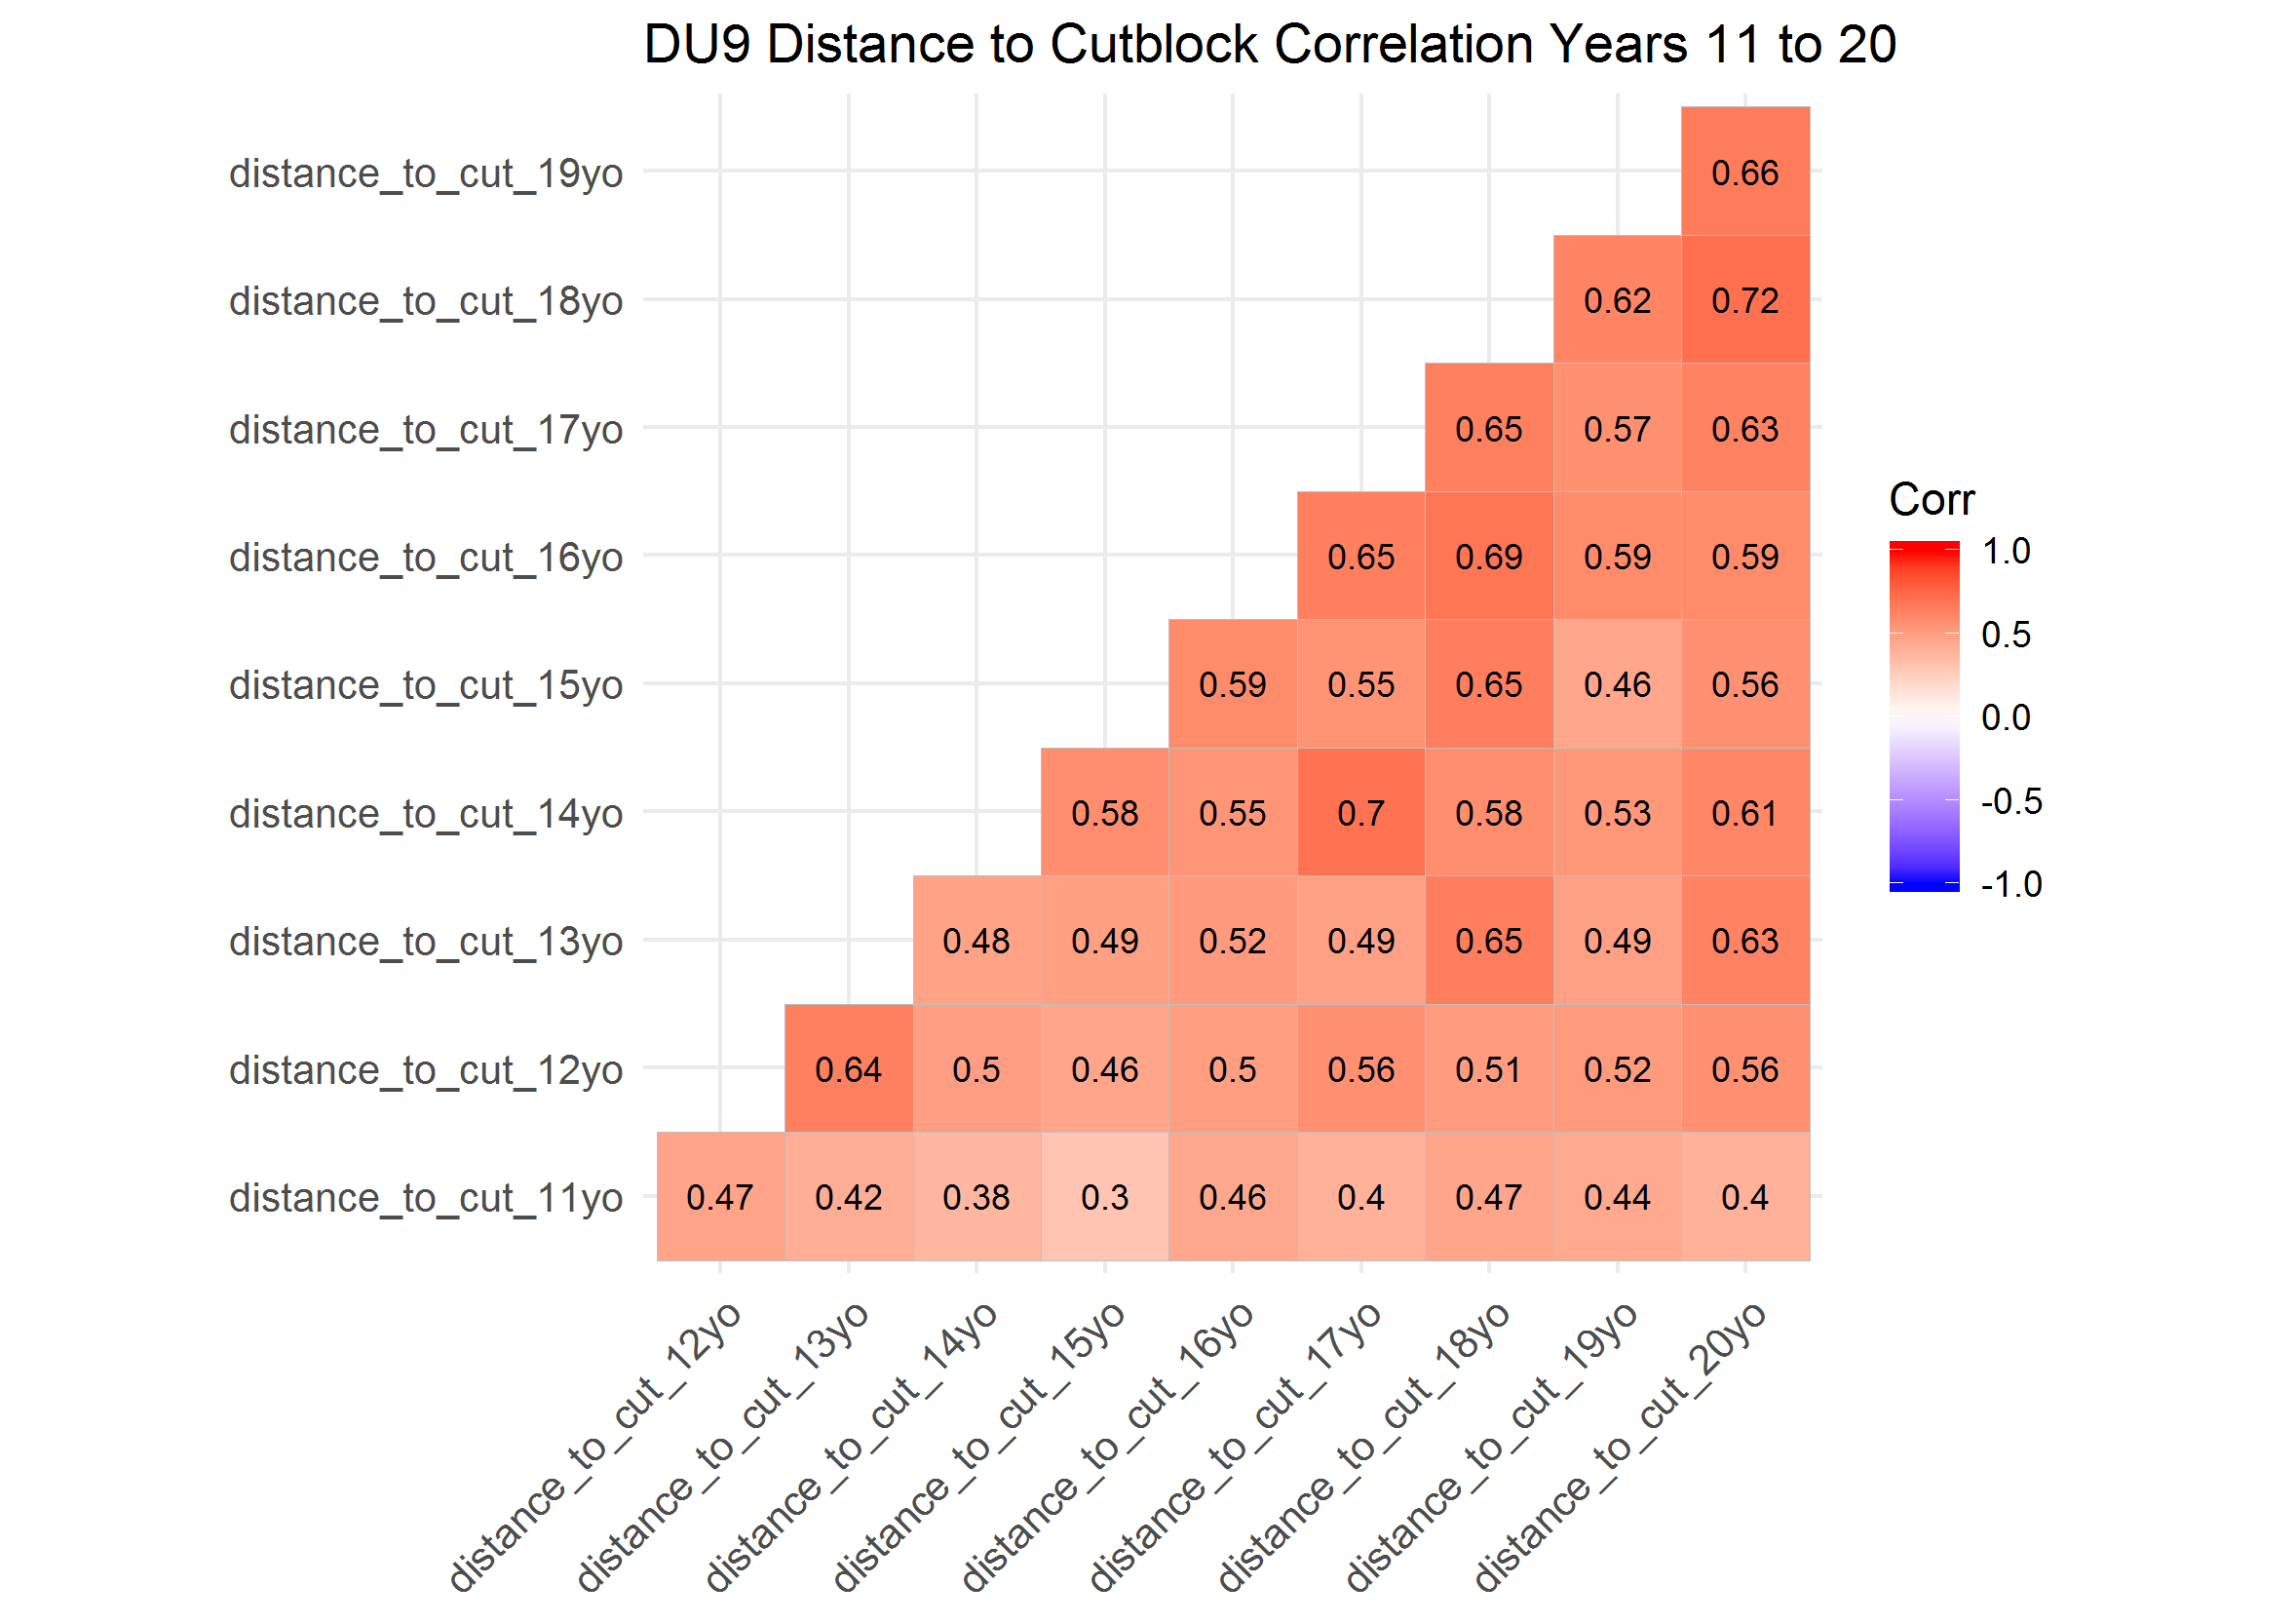 DU9 Distance to Cutblock Correlation Years 11 to 20
distance_to_cut_19yo 0.66
distance_to_cut_18yo 0.62 0.72
distance_to_cut_17yo 0.65 0.57 0.63
distance_to_cut_16yo 0.65 0.69 0.59 0.59
distance_to_cut_15yo 0.59 0.55 0.65 0.46 0.56
distance_to_cut_14yo 0.58 0.55 0.7 0.58 0.53 0.61
distance_to_cut_13yo 0.48 0.49 0.52 0.49 0.65 0.49 0.63
distance_to_cut_12yo 0.64 0.5 0.46 0.5 0.56 0.51 0.52 0.56
distance_to_cut_11yo 0.47 0.42 0.38 0.3 0.46 0.4 0.47 0.44 0.4
distance_to_cut_12yo
distance_to_cut_13yo
distance_to_cut_14yo
distance_to_cut_15yo
distance_to_cut_16yo
distance_to_cut_17yo
distance_to_cut_18yo
distance_to_cut_19yo
distance_to_cut_20yo
Corr
1.0
0.5
0.0
-0.5
-1.0